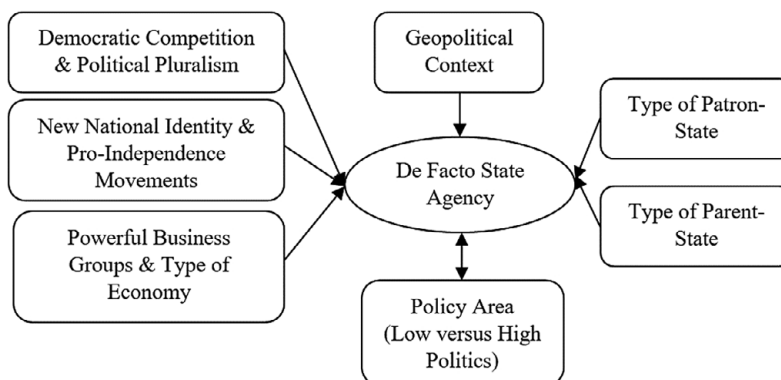 Democratic Competition
& Political Pluralism
Geopolitical
Context
New National Identity &
Pro-Independence
Movements
Type of Patron-
State
De Facto State
Agency
Powerful Business
Groups & Type of
Economy
Type of Parent-
State
Policy Area
(Low versus High
Politics)